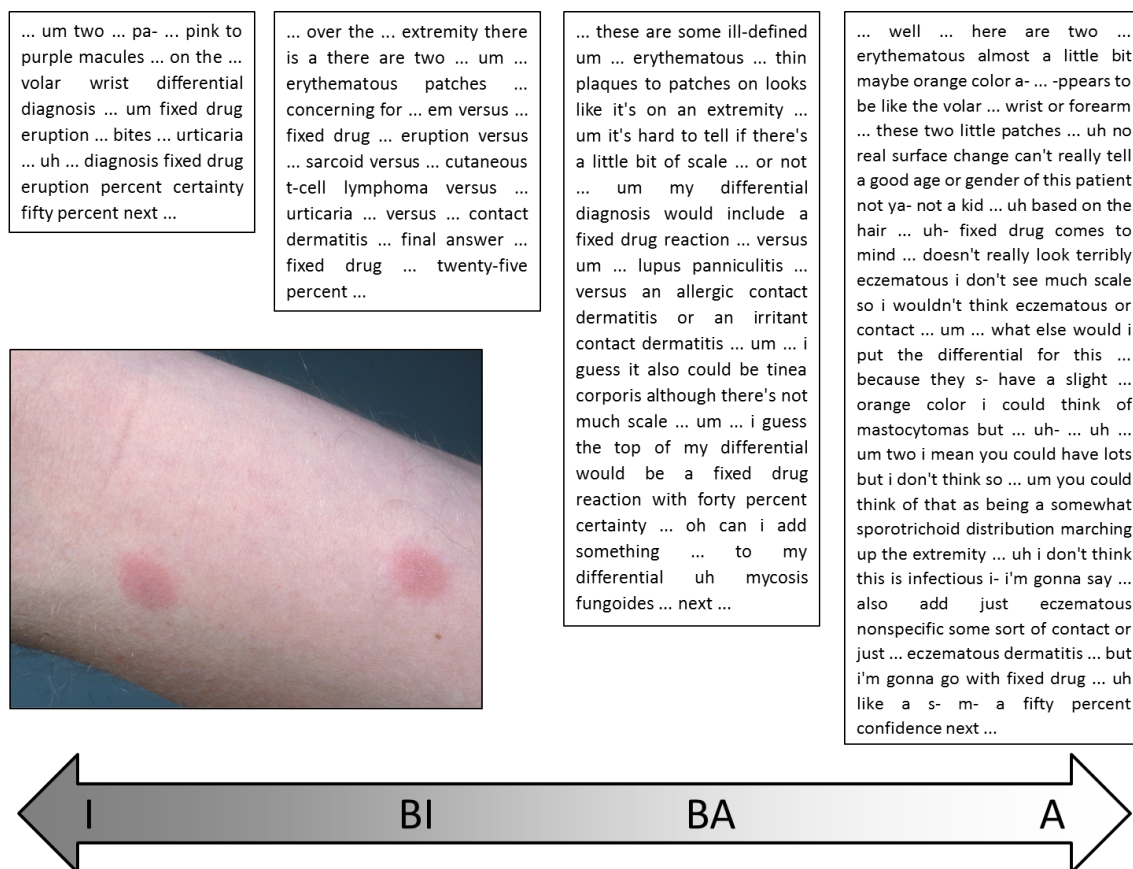 ... um two ... pa- ... pink to
purple macules ... on the ...
volar wrist differential
diagnosis ... um fixed drug
eruption ... bites ... urticaria
... uh ... diagnosis fixed drug
eruption percent certainty
fifty percent next ...
... over the ... extremity there
is a there are two ... um ...
erythematous patches ...
concerning for ... em versus ...
fixed drug ... eruption versus
... sarcoid versus ... cutaneous
t-cell lymphoma versus ...
urticaria ... versus ... contact
dermatitis ... final answer ...
fixed drug ... twenty-five
percent ...
... these are some ill-defined
um ... erythematous ... thin
plaques to patches on looks
like it's on an extremity ...
um it's hard to tell if there's
a little bit of scale ... or not
... um my differential
diagnosis would include a
fixed drug reaction ... versus
um ... lupus panniculitis ...
versus an allergic contact
dermatitis or an irritant
contact dermatitis ... um ... i
guess it also could be tinea
corporis although there's not
much scale ... um ... i guess
the top of my differential
would be a fixed drug
reaction with forty percent
certainty ... oh can i add
something ... to my
differential uh mycosis
fungoides ... next ...
... well ... here are two ...
erythematous almost a little bit
maybe orange color a- ... -ppears to
be like the volar ... wrist or forearm
... these two little patches ... uh no
real surface change can't really tell
a good age or gender of this patient
not ya- not a kid ... uh based on the
hair ... uh- fixed drug comes to
mind ... doesn't really look terribly
eczematous i don't see much scale
so i wouldn't think eczematous or
contact ... um ... what else would i
put the differential for this ...
because they s- have a slight ...
orange color i could think of
mastocytomas but ... uh- ... uh ...
um two i mean you could have lots
but i don't think so ... um you could
think of that as being a somewhat
sporotrichoid distribution marching
up the extremity ... uh i don't think
this is infectious i- i'm gonna say ...
also add just eczematous
nonspecific some sort of contact or
just ... eczematous dermatitis ... but
i'm gonna go with fixed drug ... uh
like a s- m- a fifty percent
confidence next ...
I BI BA A